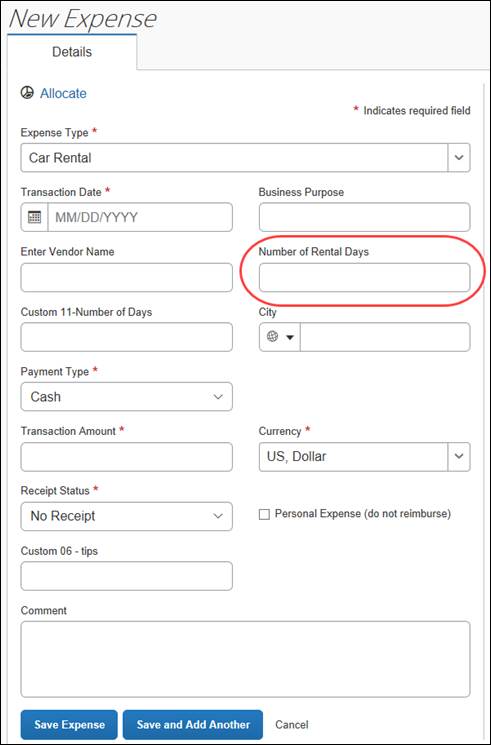 New Expense
Details
Allocate
* Indicates required field
Expense Type *
Car Rental
Transaction Date * Business Purpose
MM/DD/YYYY
Enter Vendor Name Number of Rental Days
Custom 11-Number of Days City
Payment Type *
Cash
Transaction Amount * Currency *
US, Dollar
Receipt Status *
No Receipt Personal Expense (do not reimburse)
Custom 06 - tips
Comment
Save Expense Save and Add Another Cancel